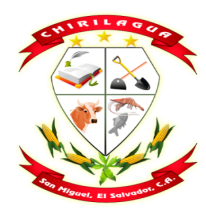 CHIRILAGUA
San Miguel, El Salvador, C.A.